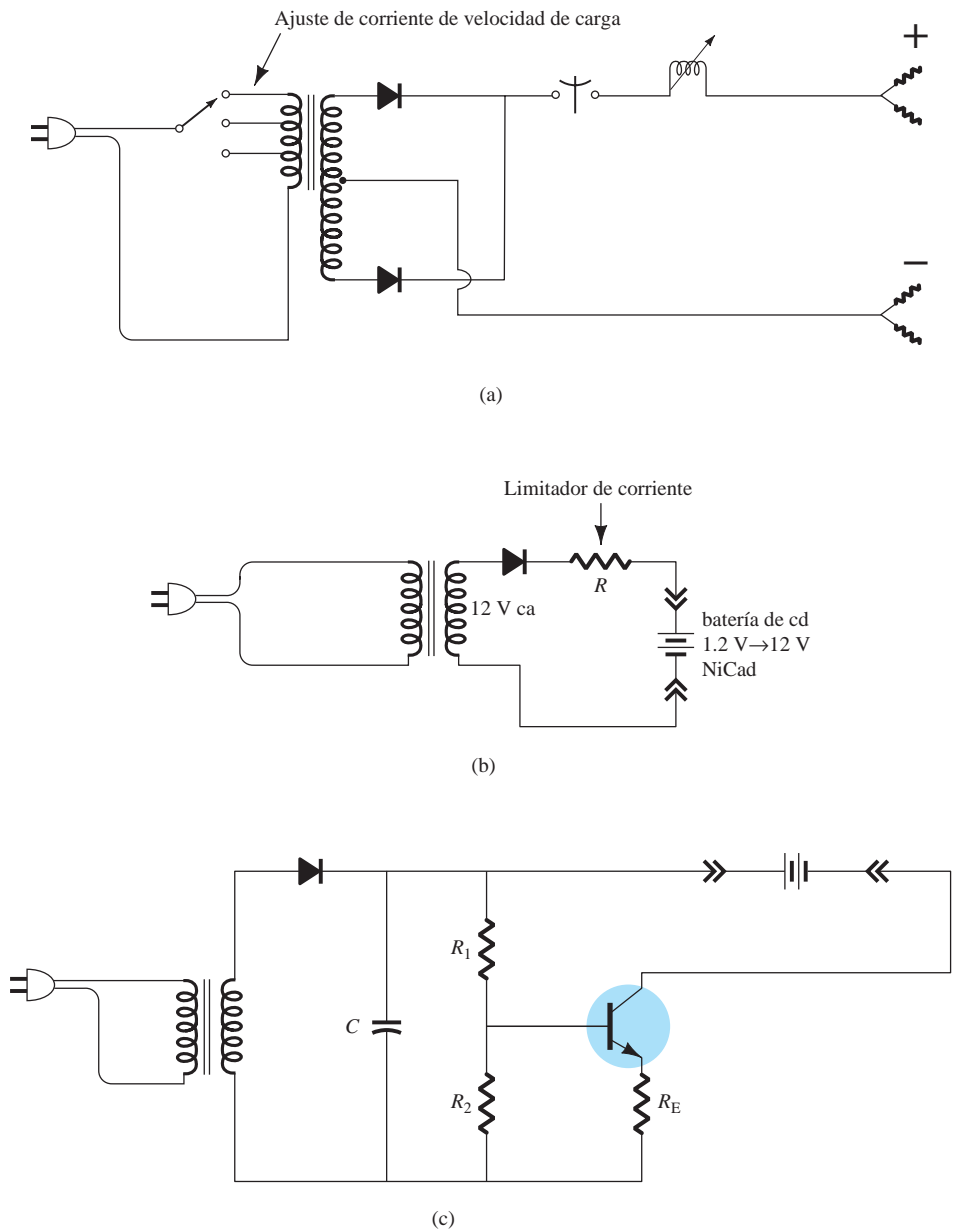 Ajuste de corriente de velocidad de carga
+
−
(a)
Limitador de corriente
R
12 V ca
batería de cd
1.2 V→12 V
NiCad
(b)
R1
C
R2
RE
(c)